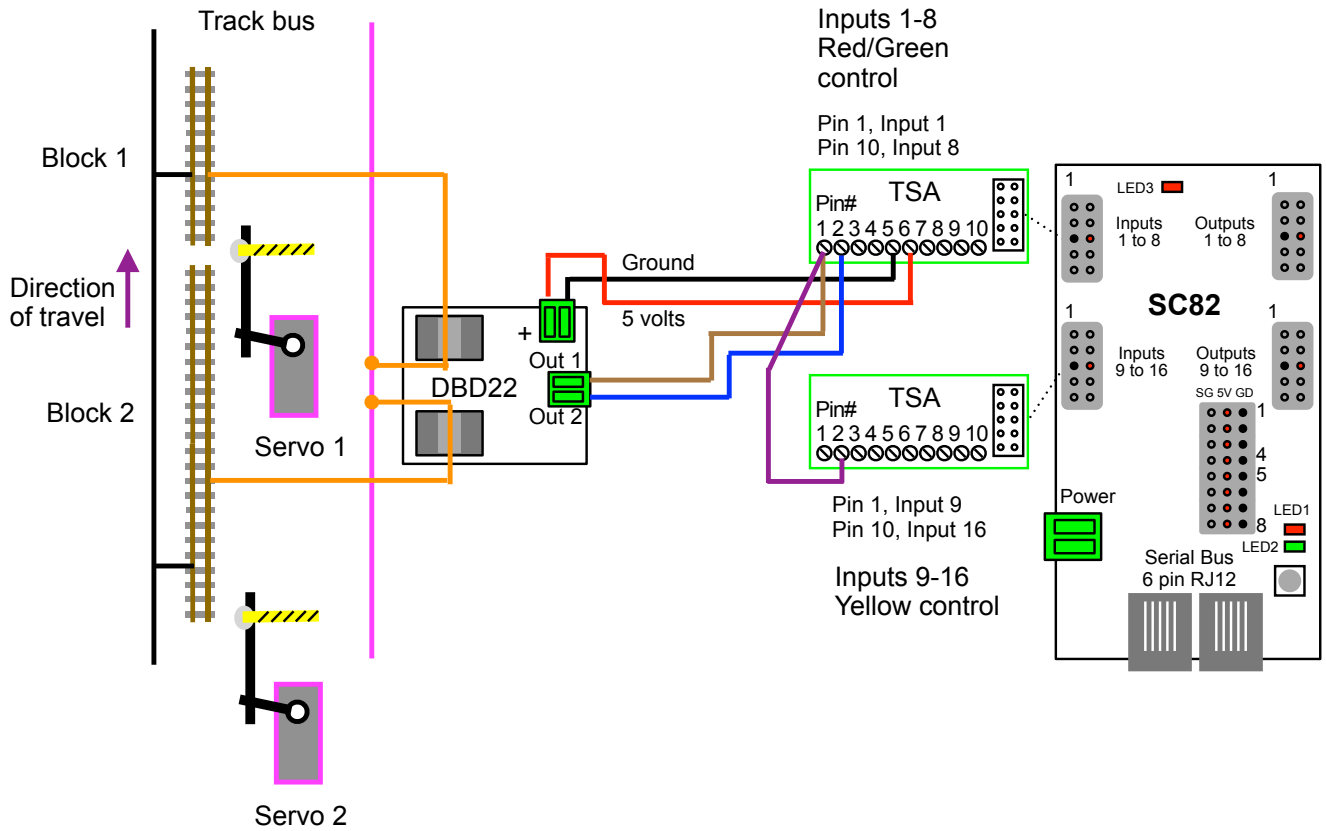 Track bus
Block 1
Direction
of travel
Block 2
Servo 1
Servo 2
+
Out 1
DBD22
Out 2
Ground
5 volts
Inputs 1-8
Red/Green
control
Pin 1, Input 1
Pin 10, Input 8
TSA
Pin#
1 2 3 4 5 6 7 8 9 10
TSA
Pin#
1 2 3 4 5 6 7 8 9 10
Pin 1, Input 9
Pin 10, Input 16
Inputs 9-16
Yellow control
1
LED3
1
Inputs
1 to 8
Outputs
1 to 8
SC82
1
1
Inputs
9 to 16
Outputs
9 to 16
SG 5V GD
1
4
5
8
Power
LED1
LED2
Serial Bus
6 pin RJ12